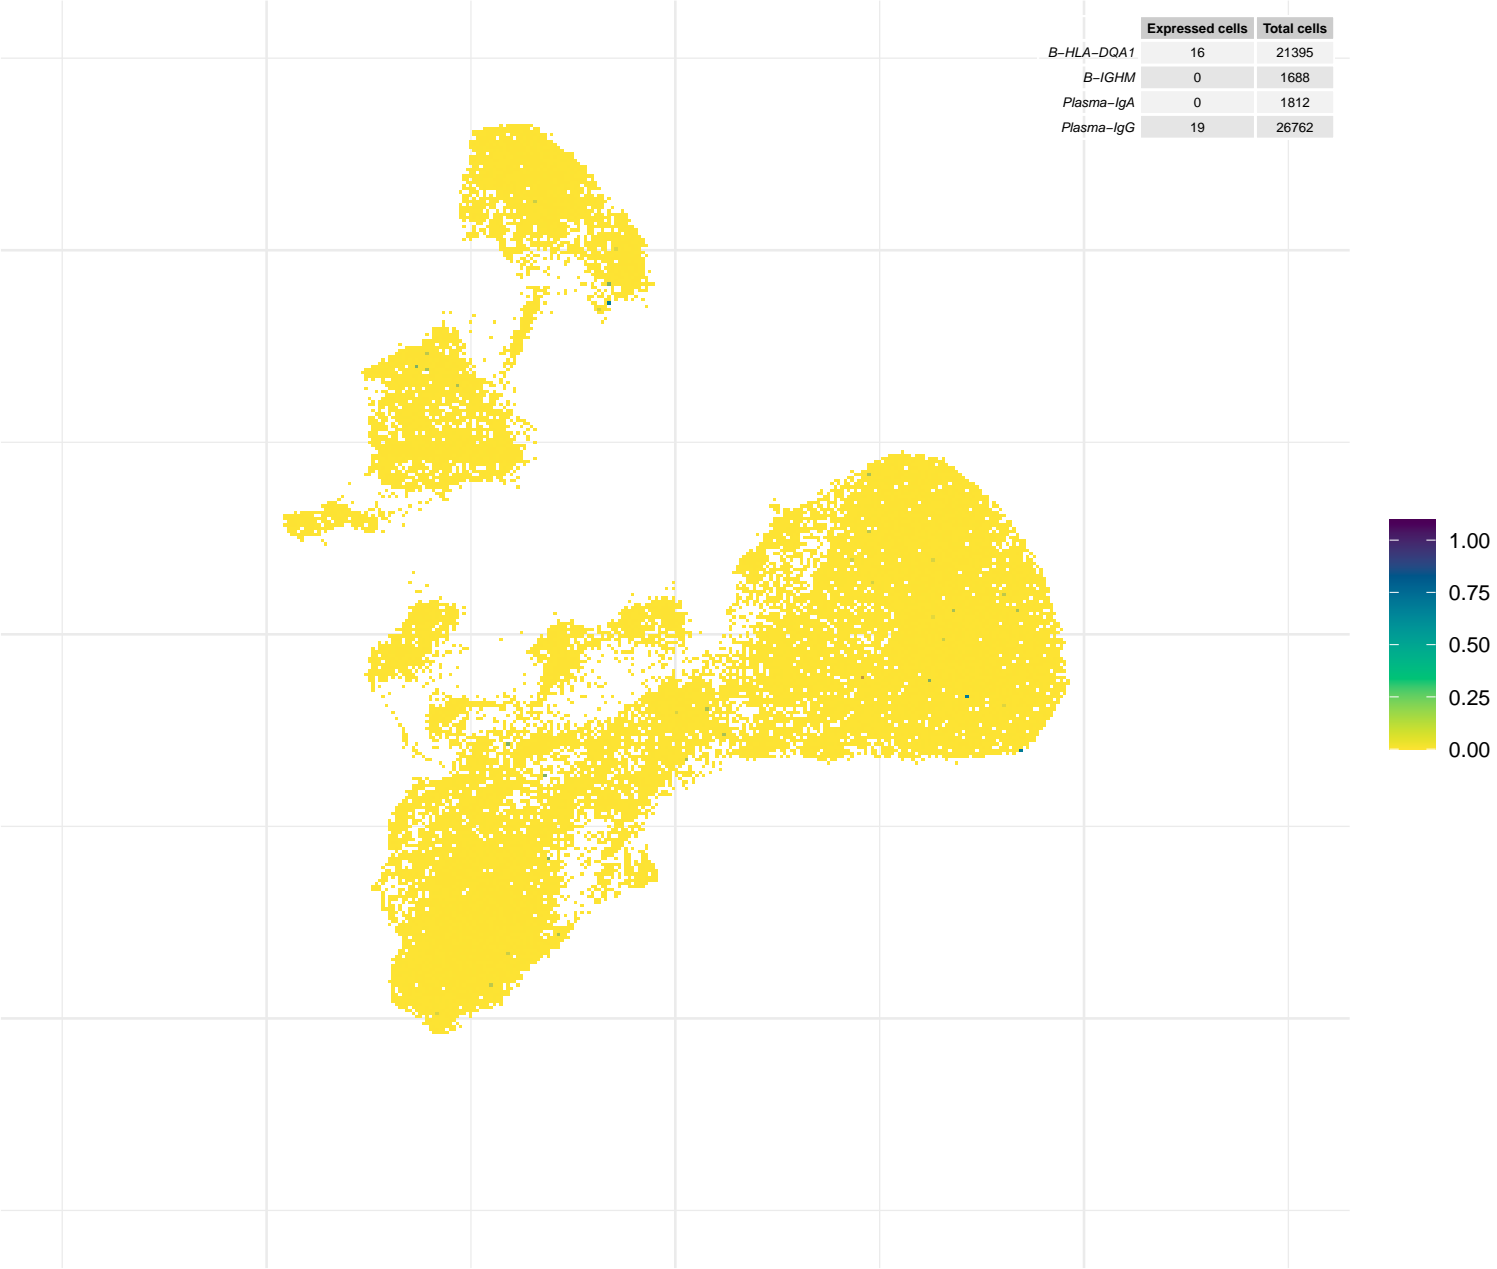 Expressed cells Total cells
B−HLA−DQA1 16 21395
B−IGHM 0 1688
Plasma−IgA 0 1812
Plasma−IgG 19 26762
1.00
0.75
0.50
0.25
0.00